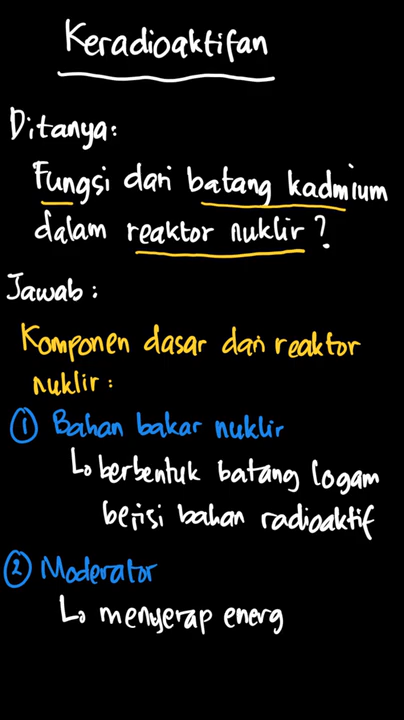 Keradioaktifan
Ditanya:
Fungsi dari batang kadmium
dalam reaktor nuklir?
Jawab:
Komponen dasar dari reaktor
nuklir:
① Bahan bakar nuklir
↳ berbentuk batang logam
berisi bahan radioaktif
② Moderator
↳ menyerap energ